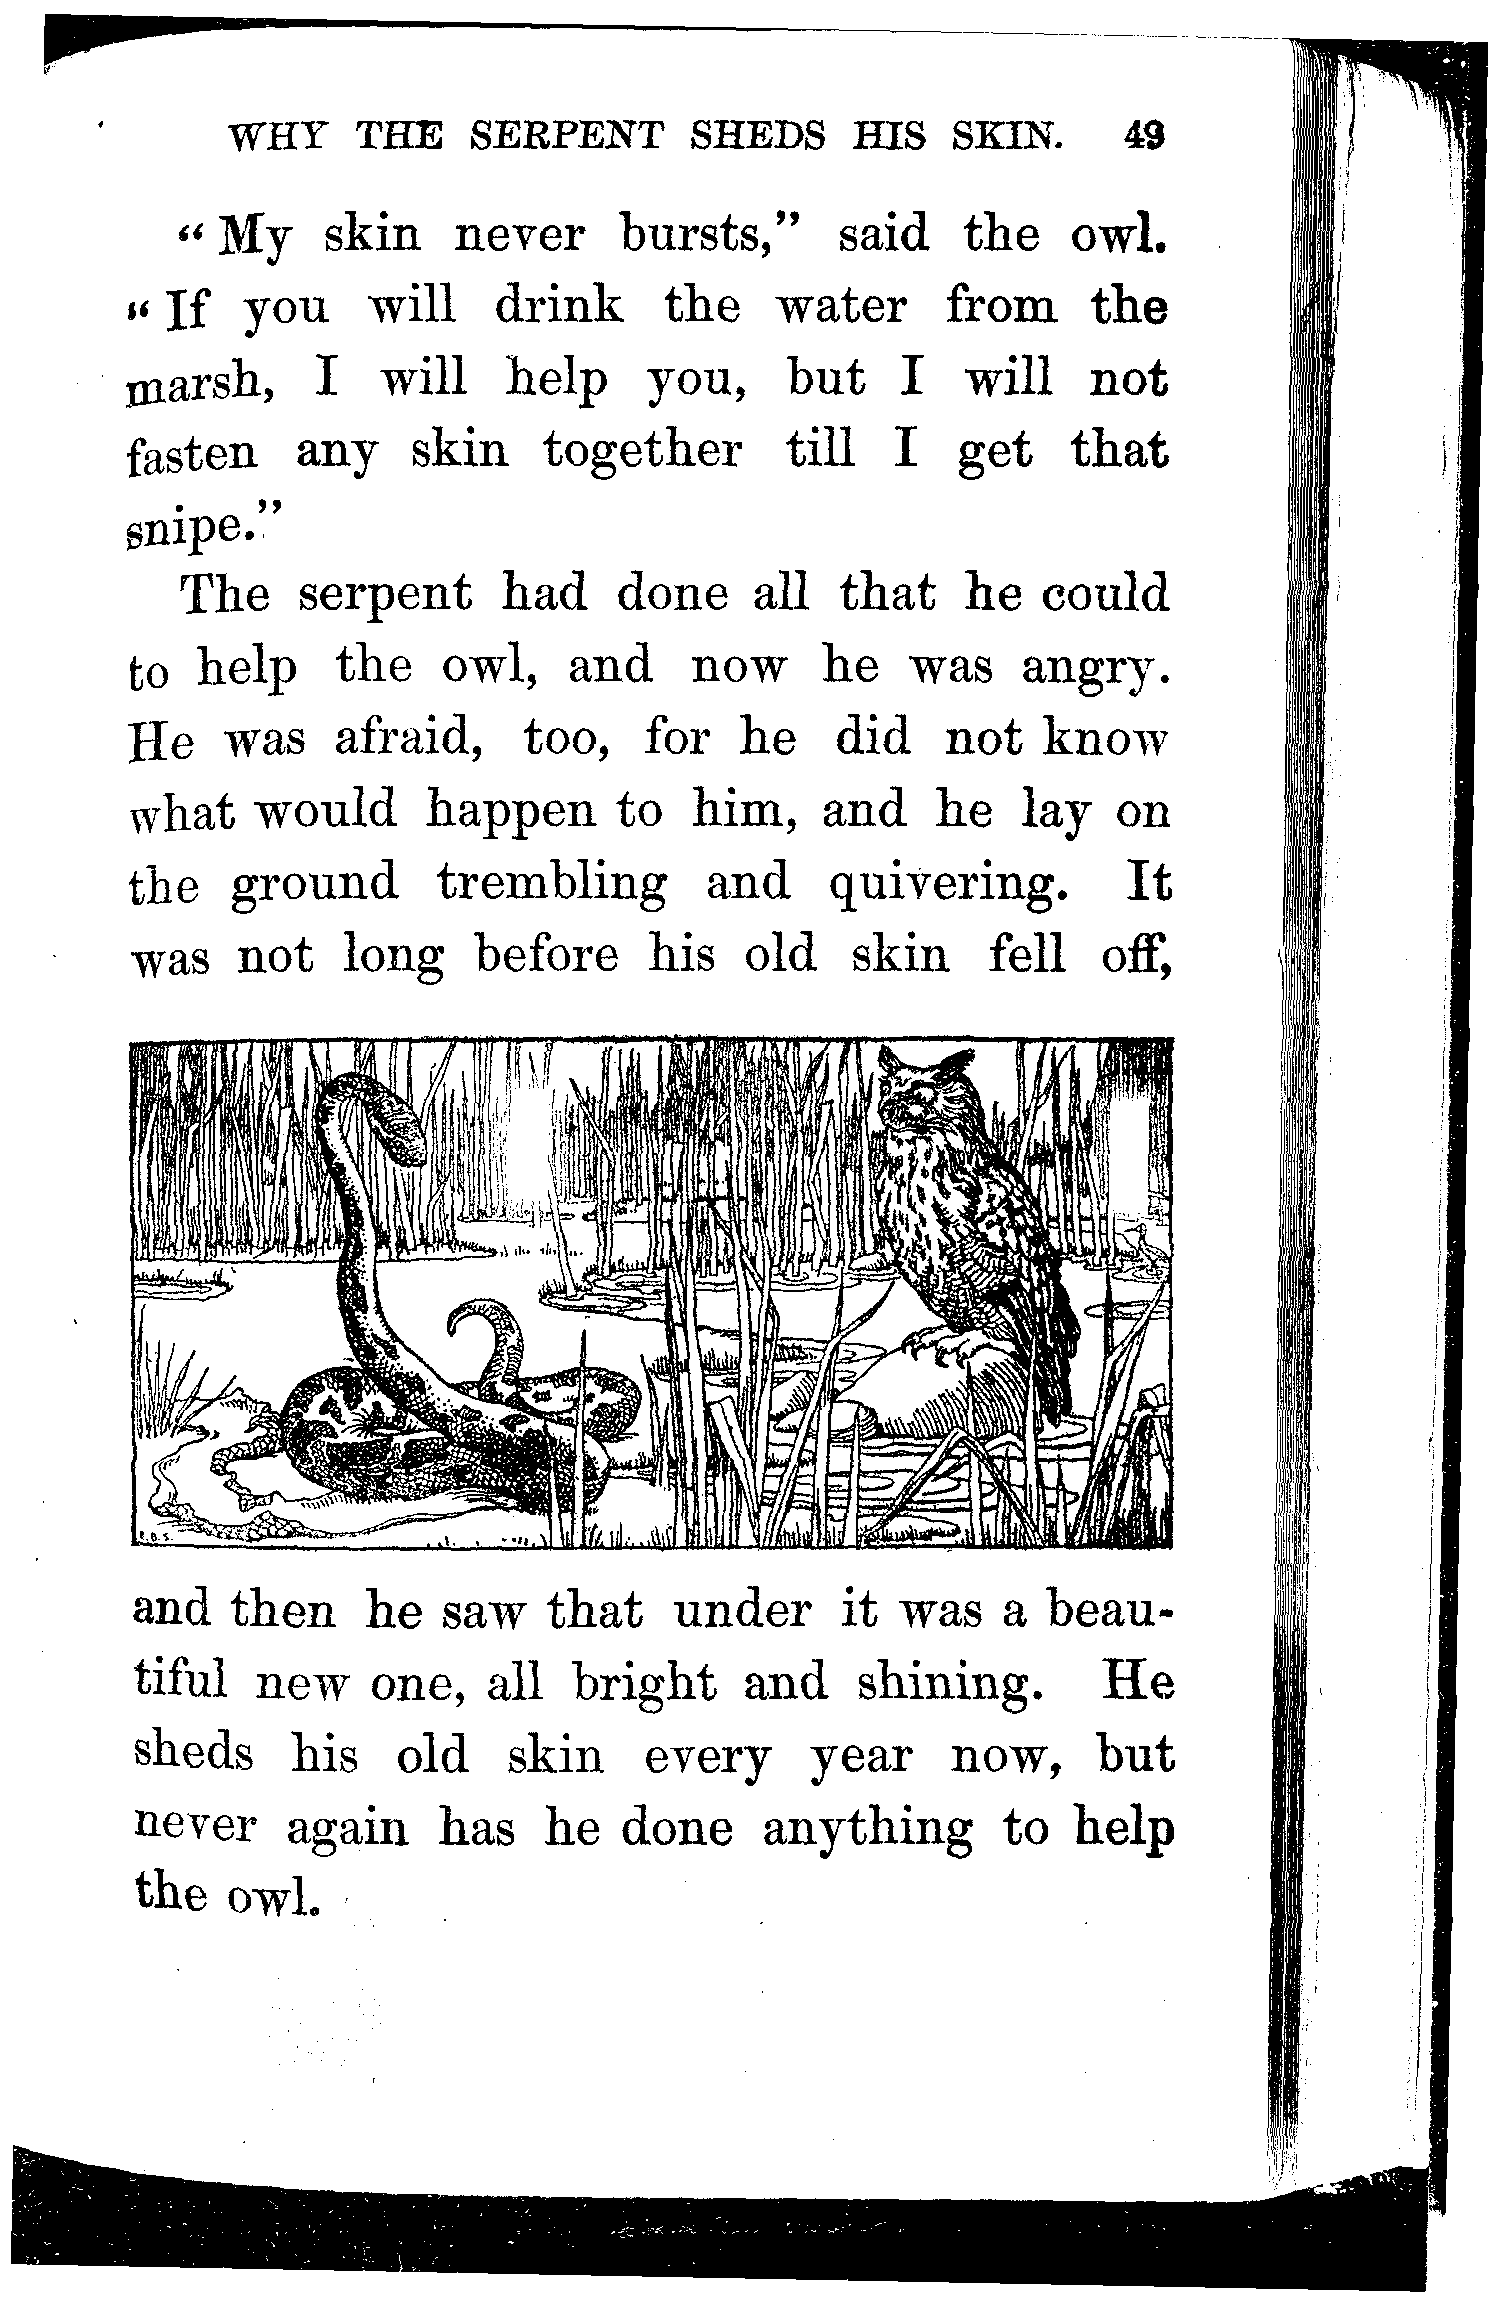 WHY THE SERPENT SHEDS HIS SKIN. 49
“My skin never bursts,” said the owl.
“If you will drink the water from the
marsh, I will help you, but I will not
fasten any skin together till I get that
snipe.”
The serpent had done all that he could
to help the owl, and now he was angry.
He was afraid, too, for he did not know
what would happen to him, and he lay on
the ground trembling and quivering. It
was not long before his old skin fell off,
and then he saw that under it was a beau-
tiful new one, all bright and shining. He
sheds his old skin every year now, but
never again has he done anything to help
the owl.